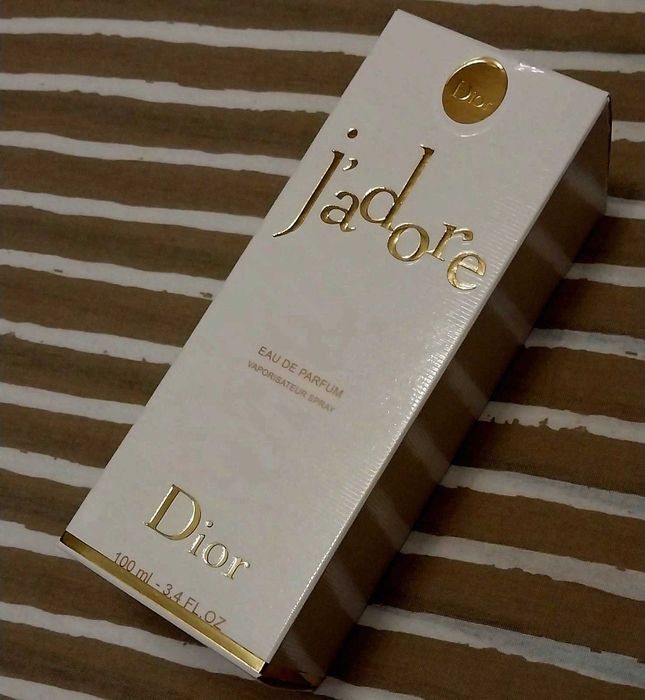 Dior
j'adore
EAU DE PARFUM
VAPORISATEUR SPRAY
Dior
100 ml - 3.4 FL.OZ